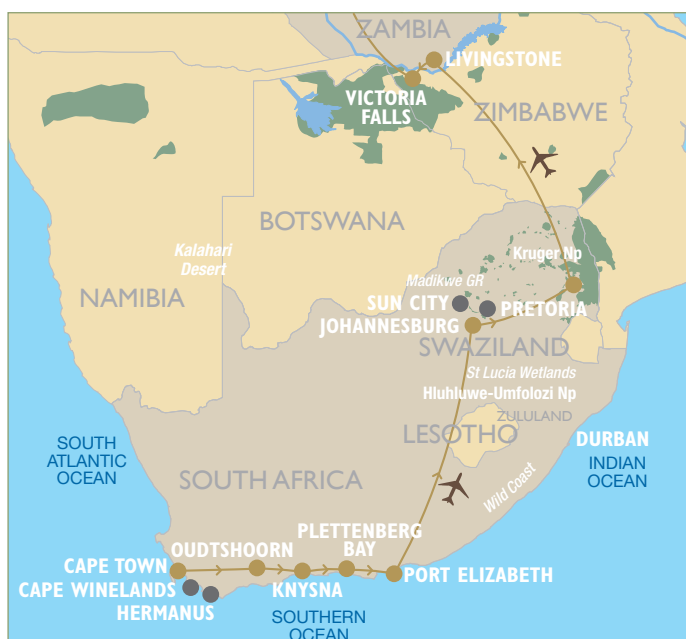 ZAMBIA
LIVINGSTONE
VICTORIA
FALLS
ZIMBABWE
BOTSWANA
Kalahari
Desert
Kruger Np
NAMIBIA
Madikwe GR
SUN CITY
PRETORIA
JOHANNESBURG
SWAZILAND
St Lucia Wetlands
Hluhluwe-Umfolozi Np
ZULULAND
LESOTHO
DURBAN
SOUTH
ATLANTIC
OCEAN
INDIAN
OCEAN
SOUTH AFRICA
Wild Coast
PLETTENBERG
BAY
OUDTSHOORN
CAPE TOWN
PORT ELIZABETH
CAPE WINELANDS
KNYSNA
HERMANUS
SOUTHERN
OCEAN